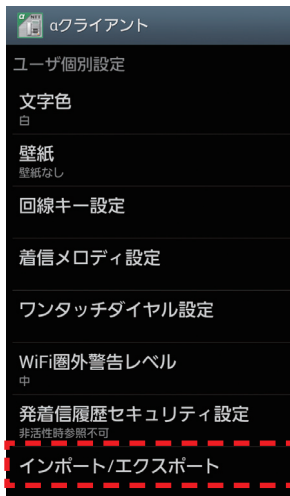 αクライアント
ユーザ個別設定
文字色
白
壁紙
壁紙なし
回線キー設定
着信メロディ設定
ワンタッチダイヤル設定
WiFi圏外警告レベル
中
発着信履歴セキュリティ設定
非活性時参照不可
インポート/エクスポート